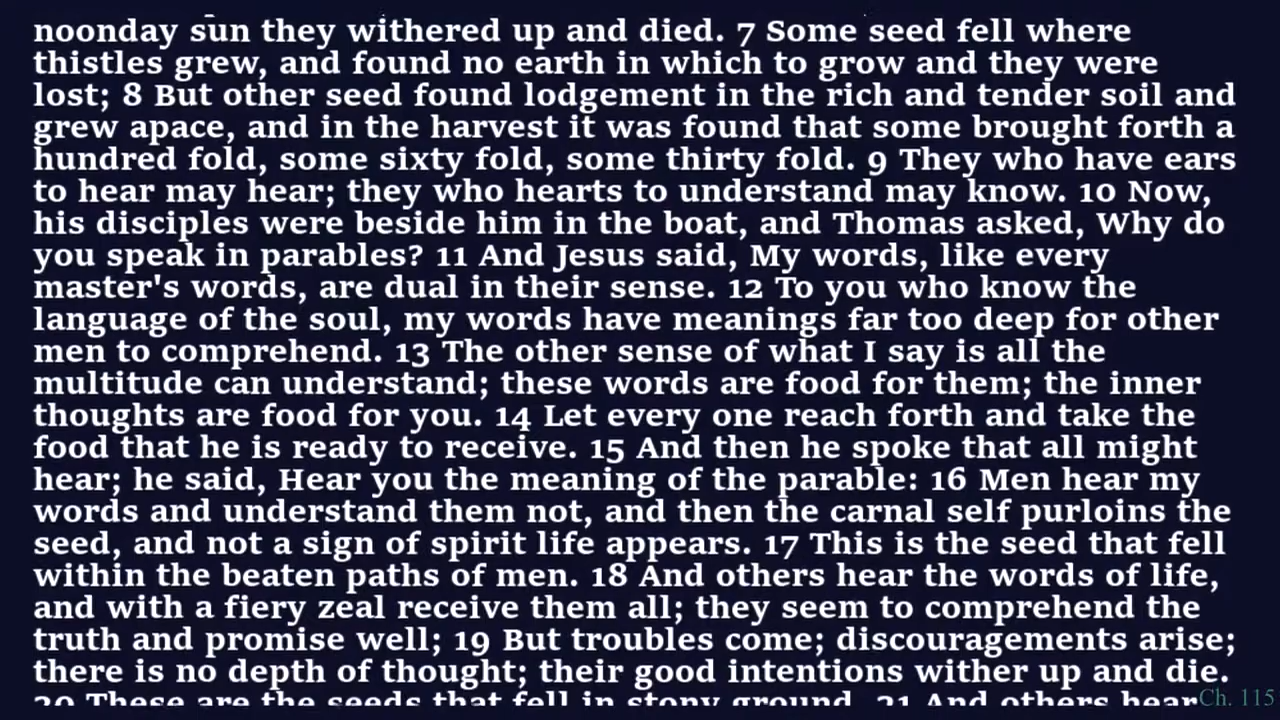 noonday sun they withered up and died. 7 Some seed fell where
thistles grew, and found no earth in which to grow and they were
lost; 8 But other seed found lodgement in the rich and tender soil and
grew apace, and in the harvest it was found that some brought forth a
hundred fold, some sixty fold, some thirty fold. 9 They who have ears
to hear may hear; they who hearts to understand may know. 10 Now,
his disciples were beside him in the boat, and Thomas asked, Why do
you speak in parables? 11 And Jesus said, My words, like every
master's words, are dual in their sense. 12 To you who know the
language of the soul, my words have meanings far too deep for other
men to comprehend. 13 The other sense of what I say is all the
multitude can understand; these words are food for them; the inner
thoughts are food for you. 14 Let every one reach forth and take the
food that he is ready to receive. 15 And then he spoke that all might
hear; he said, Hear you the meaning of the parable: 16 Men hear my
words and understand them not, and then the carnal self purloins the
seed, and not a sign of spirit life appears. 17 This is the seed that fell
within the beaten paths of men. 18 And others hear the words of life,
and with a fiery zeal receive them all; they seem to comprehend the
truth and promise well; 19 But troubles come; discouragements arise;
there is no depth of thought; their good intentions wither up and die.
20 These are the seeds that fell in stony ground. 21 And others hear
Ch. 115